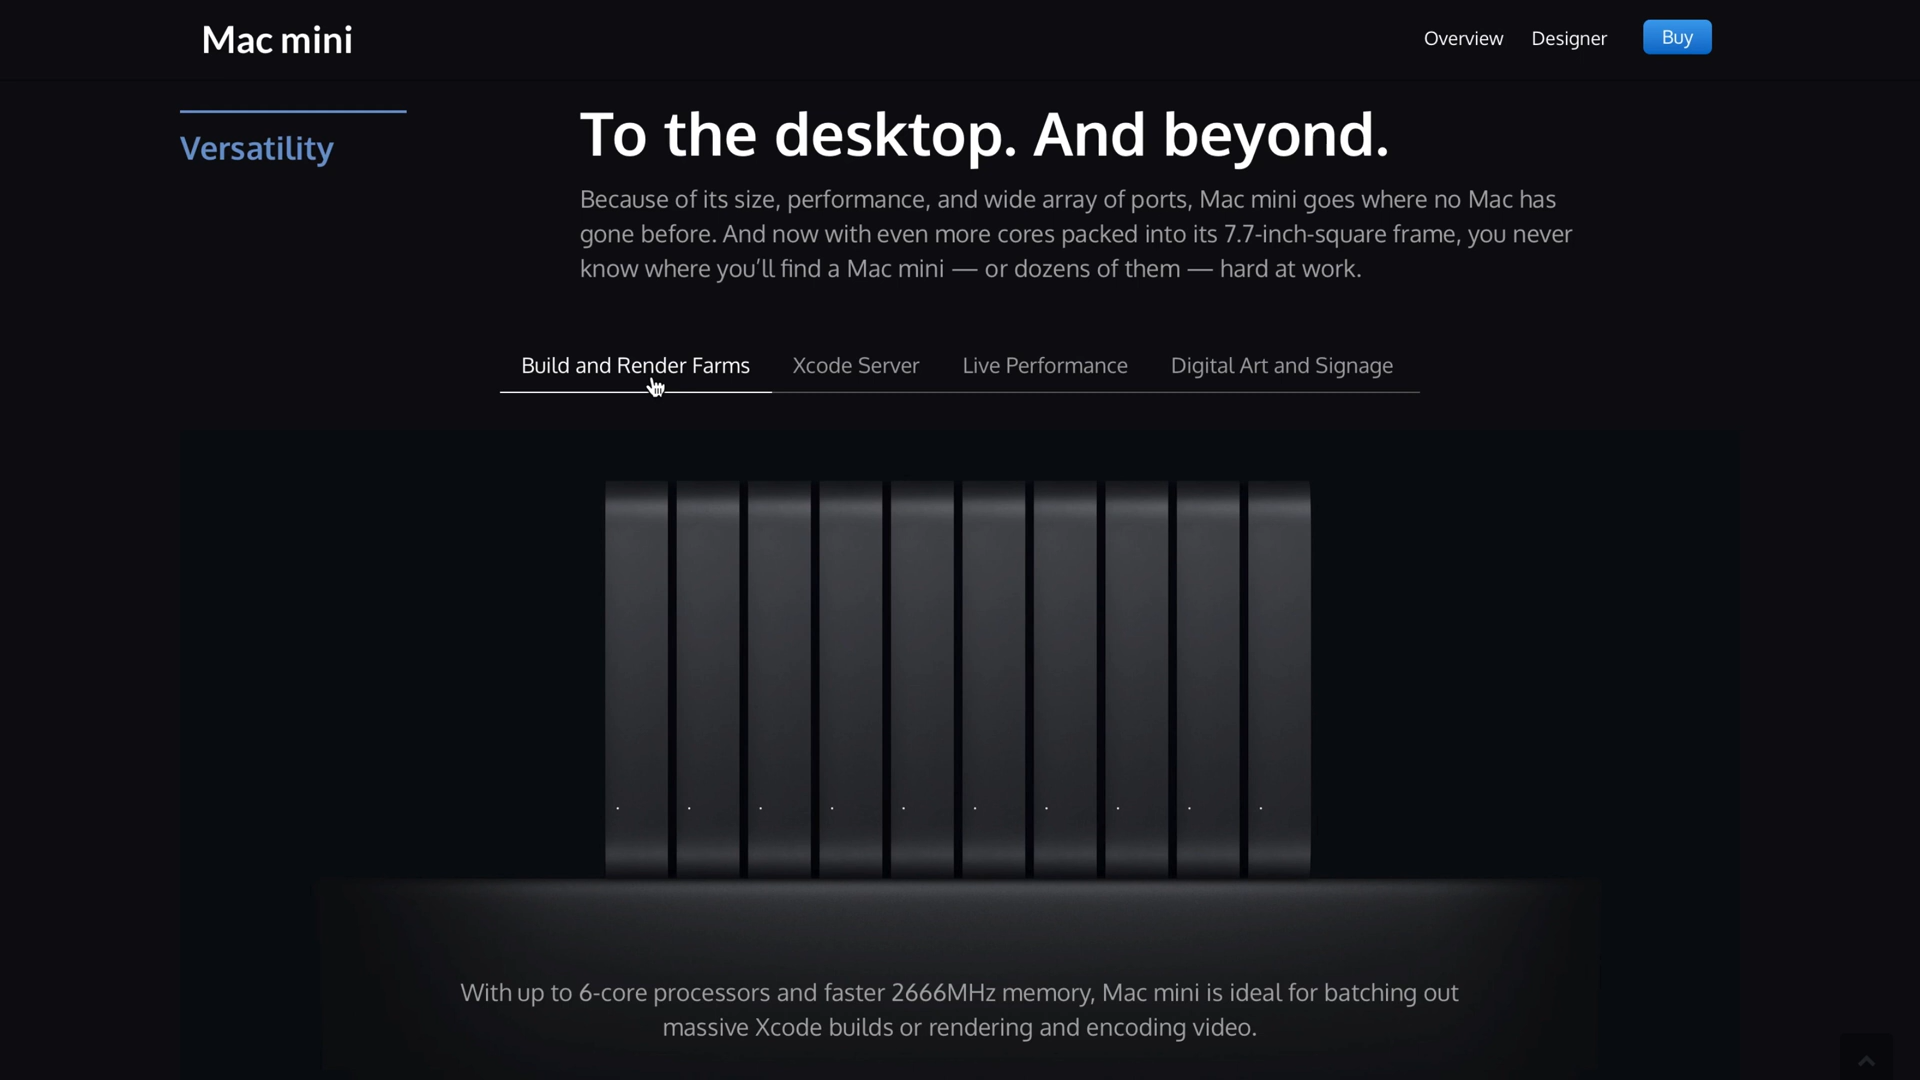 Mac mini
Overview
Designer
Buy
Versatility
To the desktop. And beyond.
Because of its size, performance, and wide array of ports, Mac mini goes where no Mac has
gone before. And now with even more cores packed into its 7.7-inch-square frame, you never
know where you’ll find a Mac mini — or dozens of them — hard at work.
Build and Render Farms
Xcode Server
Live Performance
Digital Art and Signage
With up to 6-core processors and faster 2666MHz memory, Mac mini is ideal for batching out
massive Xcode builds or rendering and encoding video.